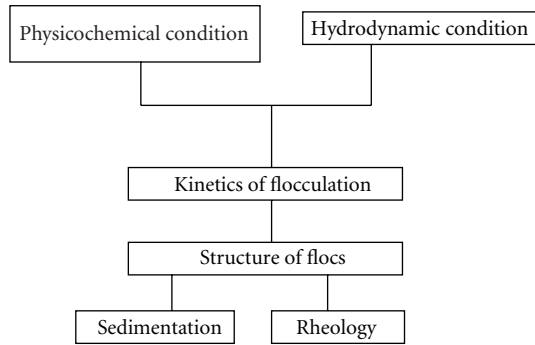 Physicochemical condition
Hydrodynamic condition
Kinetics of flocculation
Structure of flocs
Sedimentation
Rheology